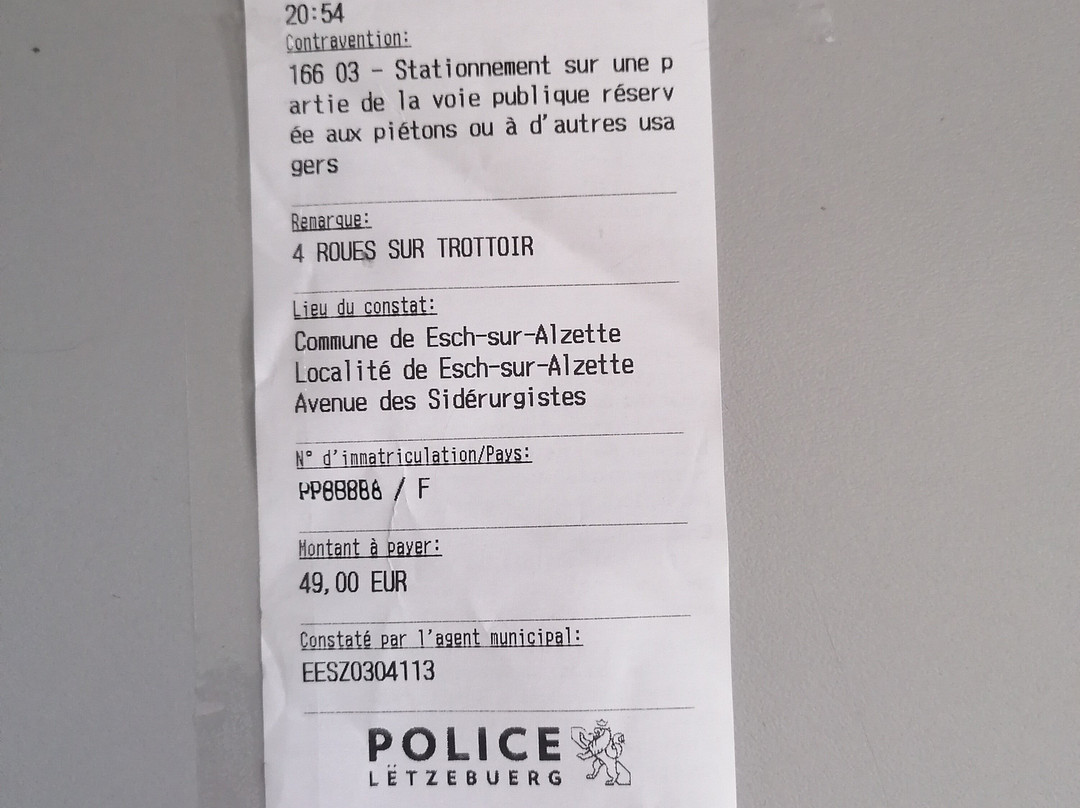 20:54
Contravention:
166 03 - Stationnement sur une p
artie de la voie publique réserv
ée aux piétons ou à d'autres usa
gers
Remarque:
4 ROUES SUR TROTTOIR
Lieu du constat:
Commune de Esch-sur-Alzette
Localité de Esch-sur-Alzette
Avenue des Sidérurgistes
N° d'immatriculation/Pays:
/ F
Montant à payer:
49,00 EUR
Constaté par l'agent municipal:
EESZ0304113
POLICE
LËTZEBUERG